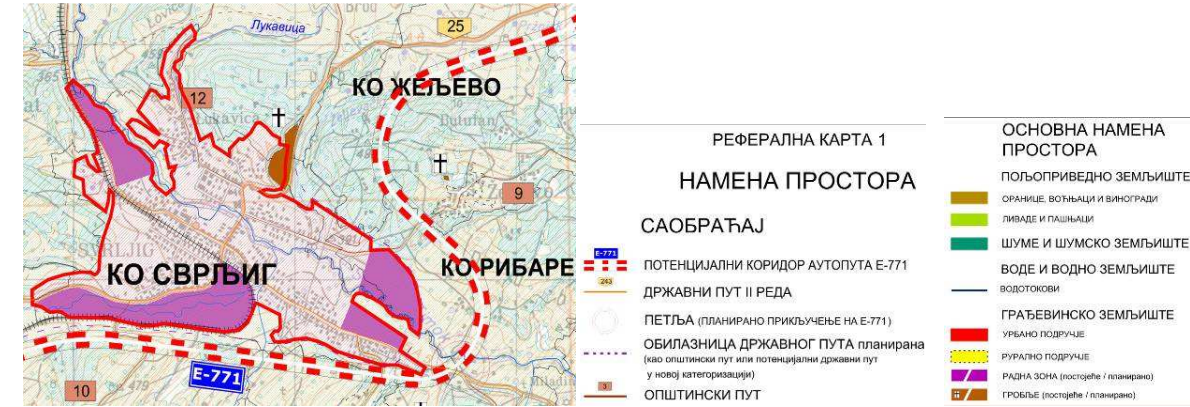 Лукавица
25
КО ЖЕЉЕВО
12
Lukavica
9
КО СВРЉИГ
КО РИБАРЕ
E-771
10
РЕФЕРАЛНА КАРТА 1
НАМЕНА ПРОСТОРА
САОБРАЋАЈ
E-771
ПОТЕНЦИЈАЛНИ КОРИДОР АУТОПУТА Е-771
243
ДРЖАВНИ ПУТ II РЕДА
ПЕТЉА (ПЛАНИРАНО ПРИКЉУЧЕЊЕ НА Е-771)
ОБИЛАЗНИЦА ДРЖАВНОГ ПУТА планирана
(као општински пут или потенцијални државни пут
у новој категоризацији)
3
ОПШТИНСКИ ПУТ
ОСНОВНА НАМЕНА
ПРОСТОРА
ПОЉОПРИВЕДНО ЗЕМЉИШТЕ
ОРАНИЦЕ, ВОЋЊАЦИ И ВИНОГРАДИ
ЛИВАДЕ И ПАШЊАЦИ
ШУМЕ И ШУМСКО ЗЕМЉИШТЕ
ВОДЕ И ВОДНО ЗЕМЉИШТЕ
ВОДОТОКОВИ
ГРАЂЕВИНСКО ЗЕМЉИШТЕ
УРБАНО ПОДРУЧЈЕ
РУРАЛНО ПОДРУЧЈЕ
РАДНА ЗОНА (постојеће / планирано)
ГРОБЉЕ (постојеће / планирано)